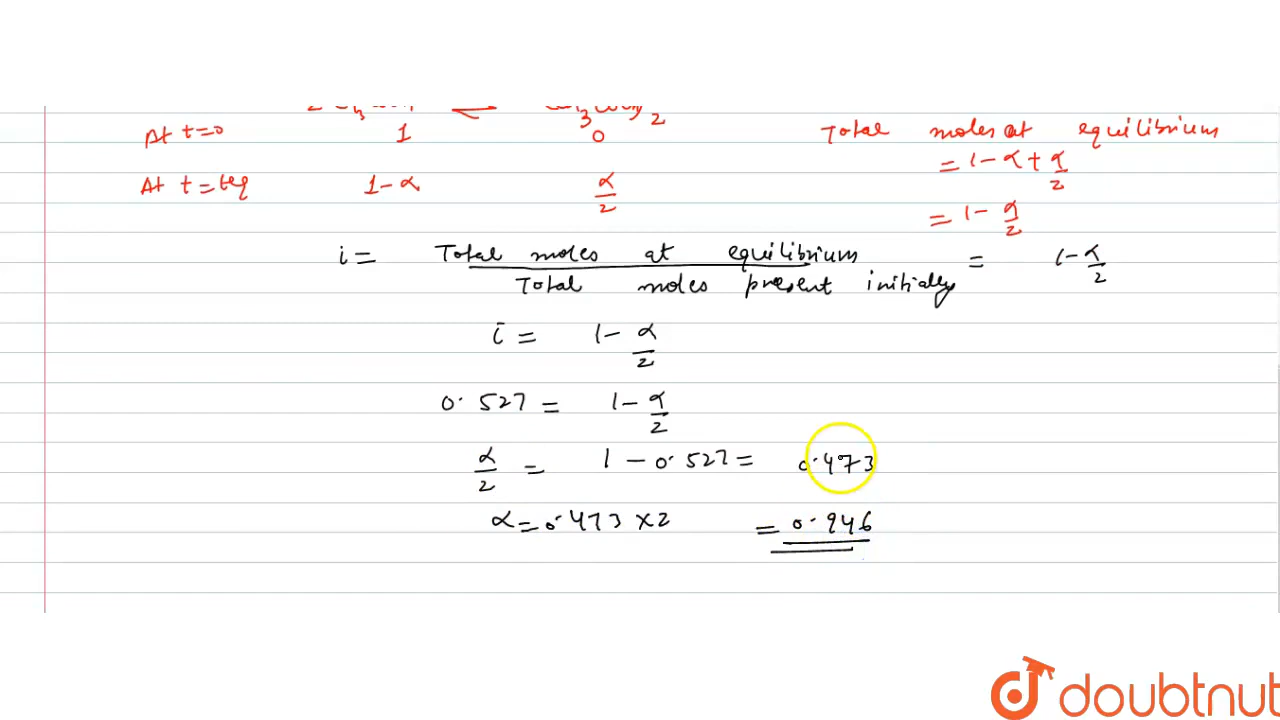 At t=0 1 0 Total moles at equilibrium
= 1-α+α/2
At t=teq 1-α α/2
= 1-α/2
i= Total moles at equilibrium = 1-α/2
Total moles present initially
i = 1-α/2
0.527 = 1-α/2
α/2 = 1-0.527= 0.473
α=0.473 x2 =0.946
doubtnut